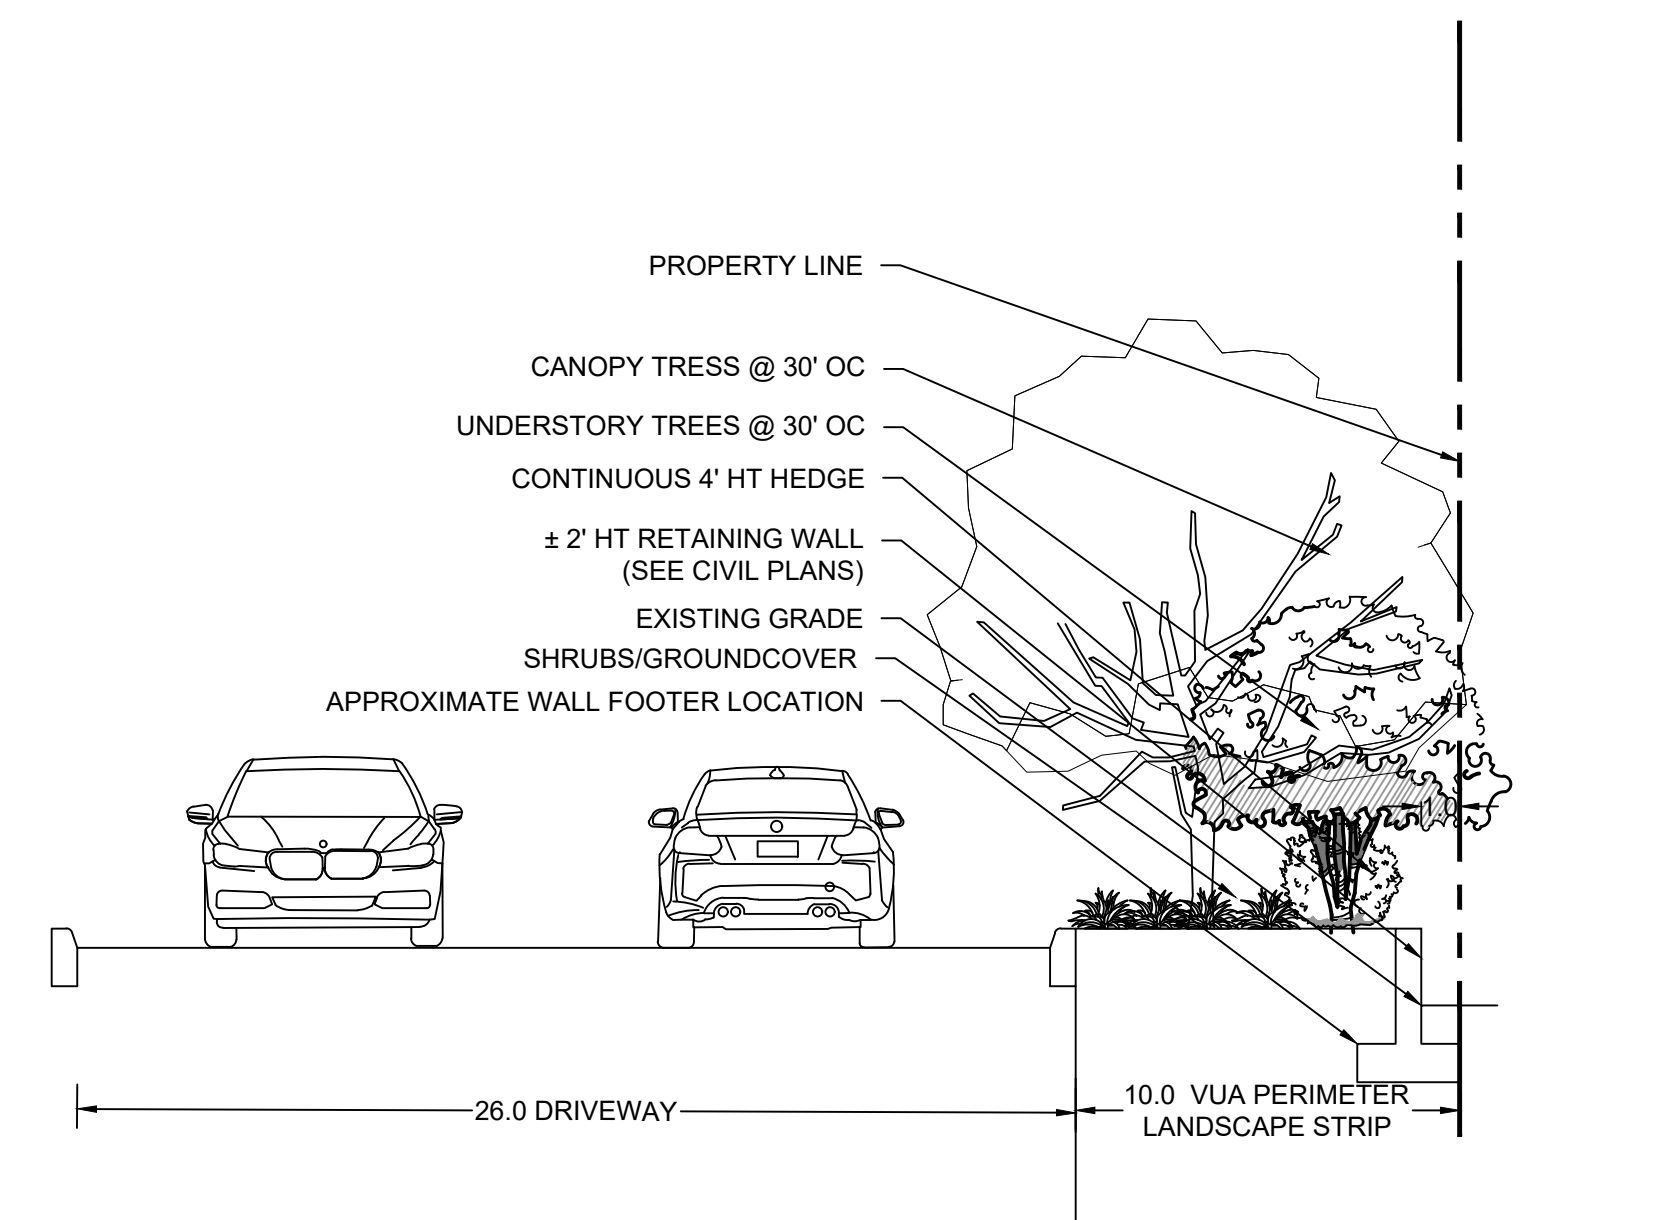 PROPERTY LINE
CANOPY TRESS @ 30' OC
UNDERSTORY TREES @ 30' OC
CONTINUOUS 4' HT HEDGE
± 2' HT RETAINING WALL
(SEE CIVIL PLANS)
EXISTING GRADE
SHRUBS/GROUNDCOVER
APPROXIMATE WALL FOOTER LOCATION
1.0
26.0 DRIVEWAY
10.0 VUA PERIMETER
LANDSCAPE STRIP